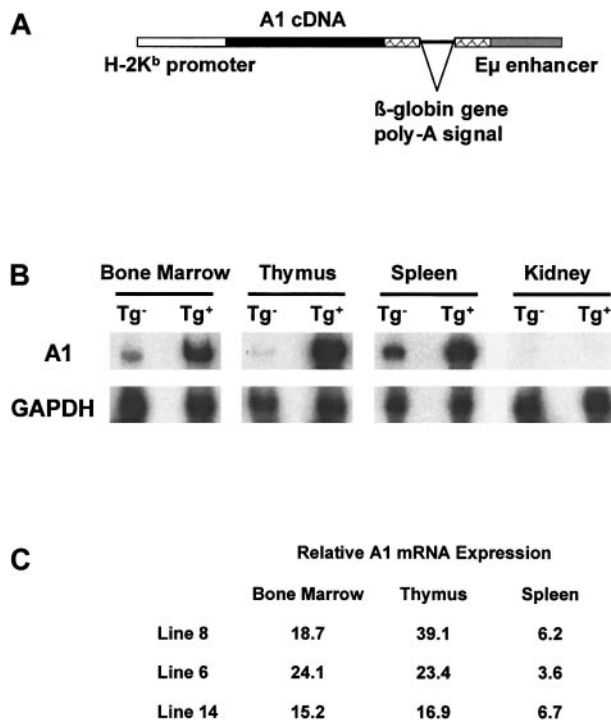 A
A1 cDNA
H-2Kᵇ promoter
Eµ enhancer
ß-globin gene
poly-A signal
B
Bone Marrow Thymus Spleen Kidney
Tg⁻ Tg⁺ Tg⁻ Tg⁺ Tg⁻ Tg⁺ Tg⁻ Tg⁺
A1
GAPDH
C
Relative A1 mRNA Expression
Bone Marrow Thymus Spleen
Line 8 18.7 39.1 6.2
Line 6 24.1 23.4 3.6
Line 14 15.2 16.9 6.7